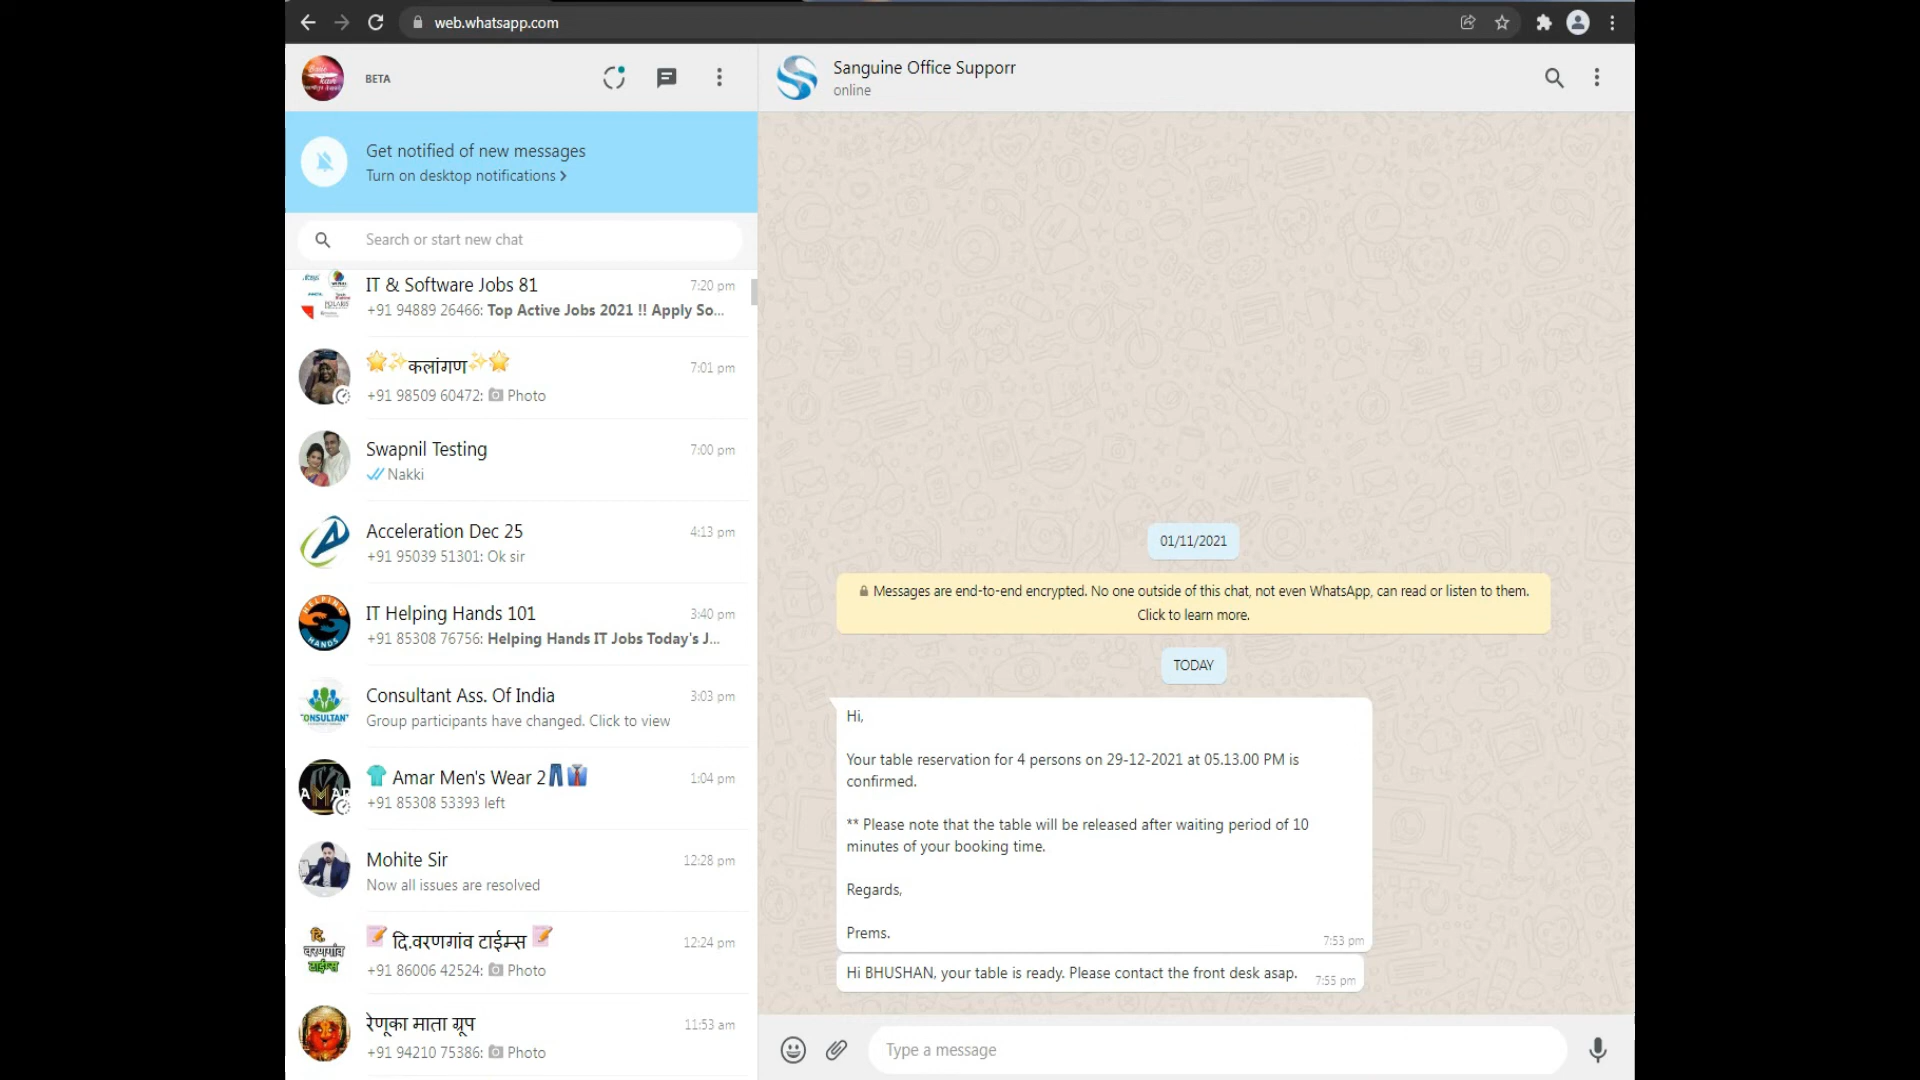 web.whatsapp.com
BETA
Get notified of new messages
Turn on desktop notifications
Search or start new chat
IT & Software Jobs 81
7:20 pm
+91 94889 26466: Top Active Jobs 2021 !! Apply So...
कलांगण
7:01 pm
+91 98509 60472: Photo
Swapnil Testing
7:00 pm
Nakki
Acceleration Dec 25
4:13 pm
+91 95039 51301: Ok sir
HELPING
HANDS
IT Helping Hands 101
3:40 pm
+91 85308 76756: Helping Hands IT Jobs Today's J...
Consultant Ass. Of India
3:03 pm
Group participants have changed. Click to view
Amar Men's Wear 2
1:04 pm
+91 85308 53393 left
Mohite Sir
12:28 pm
Now all issues are resolved
दि.वरणगांव टाईम्स
12:24 pm
+91 86006 42524: Photo
दि.
वरणगांव
टाईम्स
रेणूका माता ग्रूप
11:53 am
+91 94210 75386: Photo
Sanguine Office Supporr
online
01/11/2021
Messages are end-to-end encrypted. No one outside of this chat, not even WhatsApp, can read or listen to them.
Click to learn more.
TODAY
Hi,
Your table reservation for 4 persons on 29-12-2021 at 05.13.00 PM is
confirmed.
** Please note that the table will be released after waiting period of 10
minutes of your booking time.
Regards,
Prems.
7:53 pm
Hi BHUSHAN, your table is ready. Please contact the front desk asap.
7:55 pm
Type a message